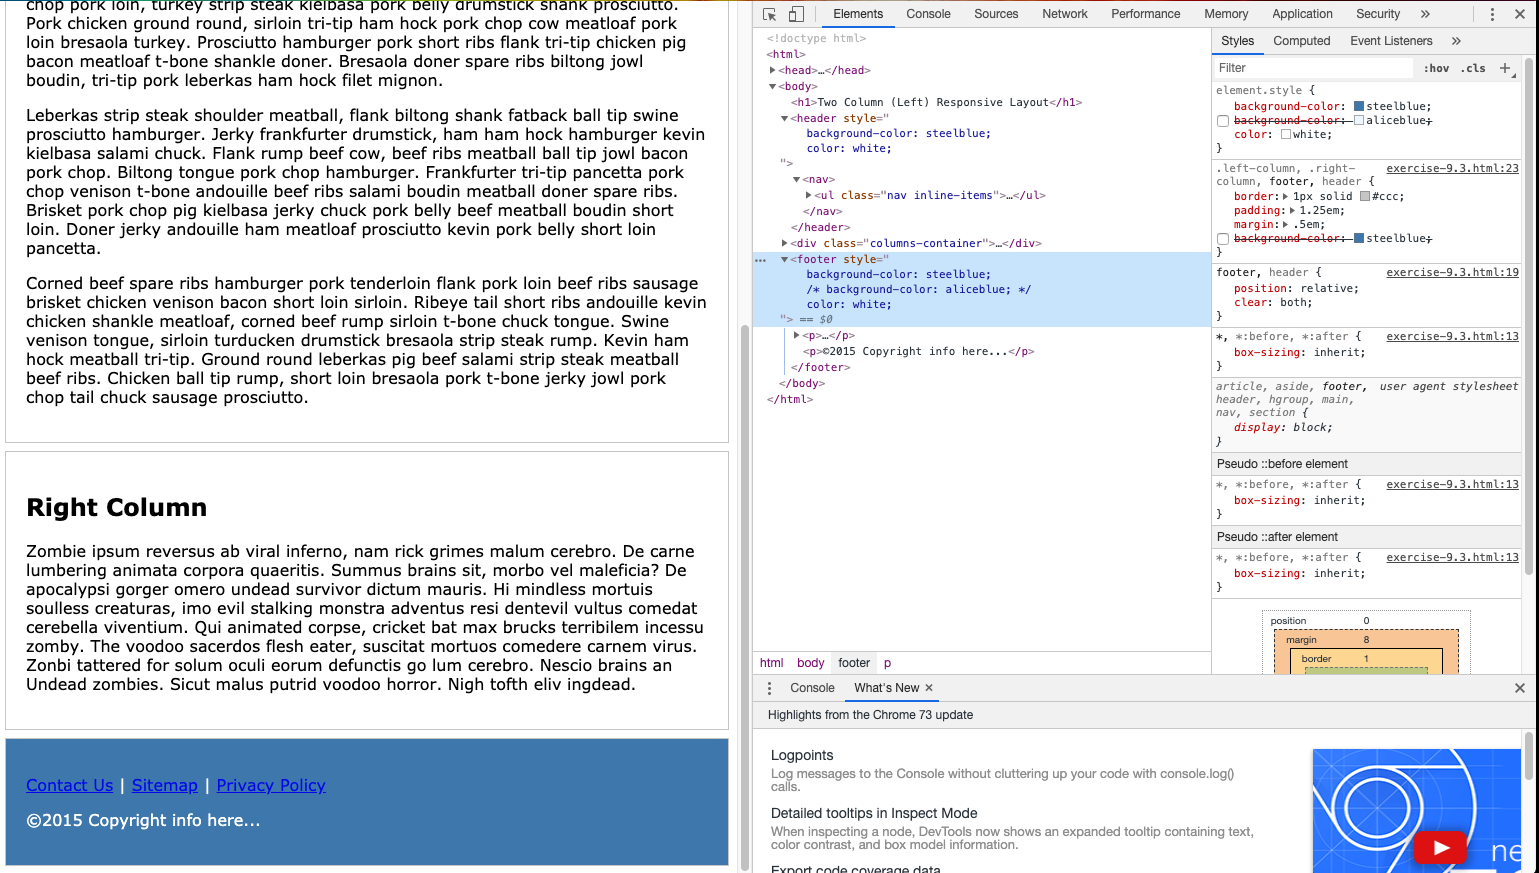 chop pork loin, turkey strip steak kielbasa pork belly drumstick shank prosciutto.
Pork chicken ground round, sirloin tri-tip ham hock pork chop cow meatloaf pork
loin bresaola turkey. Prosciutto hamburger pork short ribs flank tri-tip chicken pig
bacon meatloaf t-bone shankle doner. Bresaola doner spare ribs biltong jowl
boudin, tri-tip pork leberkas ham hock filet mignon.
Leberkas strip steak shoulder meatball, flank biltong shank fatback ball tip swine
prosciutto hamburger. Jerky frankfurter drumstick, ham ham hock hamburger kevin
kielbasa salami chuck. Flank rump beef cow, beef ribs meatball ball tip jowl bacon
pork chop. Biltong tongue pork chop hamburger. Frankfurter tri-tip pancetta pork
chop venison t-bone andouille beef ribs salami boudin meatball doner spare ribs.
Brisket pork chop pig kielbasa jerky chuck pork belly beef meatball boudin short
loin. Doner jerky andouille ham meatloaf prosciutto kevin pork belly short loin
pancetta.
Corned beef spare ribs hamburger pork tenderloin flank pork loin beef ribs sausage
brisket chicken venison bacon short loin sirloin. Ribeye tail short ribs andouille kevin
chicken shankle meatloaf, corned beef rump sirloin t-bone chuck tongue. Swine
venison tongue, sirloin turducken drumstick bresaola strip steak rump. Kevin ham
hock meatball tri-tip. Ground round leberkas pig beef salami strip steak meatball
beef ribs. Chicken ball tip rump, short loin bresaola pork t-bone jerky jowl pork
chop tail chuck sausage prosciutto.
Right Column
Zombie ipsum reversus ab viral inferno, nam rick grimes malum cerebro. De carne
lumbering animata corpora quaeritis. Summus brains sit, morbo vel maleficia? De
apocalypsi gorger omero undead survivor dictum mauris. Hi mindless mortuis
soulless creaturas, imo evil stalking monstra adventus resi dentevil vultus comedat
cerebella viventium. Qui animated corpse, cricket bat max brucks terribilem incessu
zomby. The voodoo sacerdos flesh eater, suscitat mortuos comedere carnem virus.
Zonbi tattered for solum oculi eorum defunctis go lum cerebro. Nescio brains an
Undead zombies. Sicut malus putrid voodoo horror. Nigh tofth eliv ingdead.
Contact Us | Sitemap | Privacy Policy
©2015 Copyright info here...
Elements Console Sources Network Performance Memory Application Security »
<!doctype html>
<html>
<head>…</head>
<body>
<h1>Two Column (Left) Responsive Layout</h1>
<header style="
background-color: steelblue;
color: white;
">
<nav>
<ul class="nav inline-items">…</ul>
</nav>
</header>
<div class="columns-container">…</div>
<footer style="
background-color: steelblue;
/* background-color: aliceblue; */
color: white;
"> == $0
<p>…</p>
<p>©2015 Copyright info here...</p>
</footer>
</body>
</html>
html body footer p
Styles Computed Event Listeners »
Filter :hov .cls +
element.style {
background-color: steelblue;
background-color: aliceblue;
color: white;
}
.left-column, .right- exercise-9.3.html:23
column, footer, header {
border: 1px solid #ccc;
padding: 1.25em;
margin: .5em;
background-color: steelblue;
}
footer, header { exercise-9.3.html:19
position: relative;
clear: both;
}
*, *:before, *:after { exercise-9.3.html:13
box-sizing: inherit;
}
article, aside, footer, user agent stylesheet
header, hgroup, main,
nav, section {
display: block;
}
Pseudo ::before element
*, *:before, *:after { exercise-9.3.html:13
box-sizing: inherit;
}
Pseudo ::after element
*, *:before, *:after { exercise-9.3.html:13
box-sizing: inherit;
}
position 0
margin 8
border 1
Console What's New ×
Highlights from the Chrome 73 update
Logpoints
Log messages to the Console without cluttering up your code with console.log()
calls.
Detailed tooltips in Inspect Mode
When inspecting a node, DevTools now shows an expanded tooltip containing text,
color contrast, and box model information.
Export code coverage data
ne